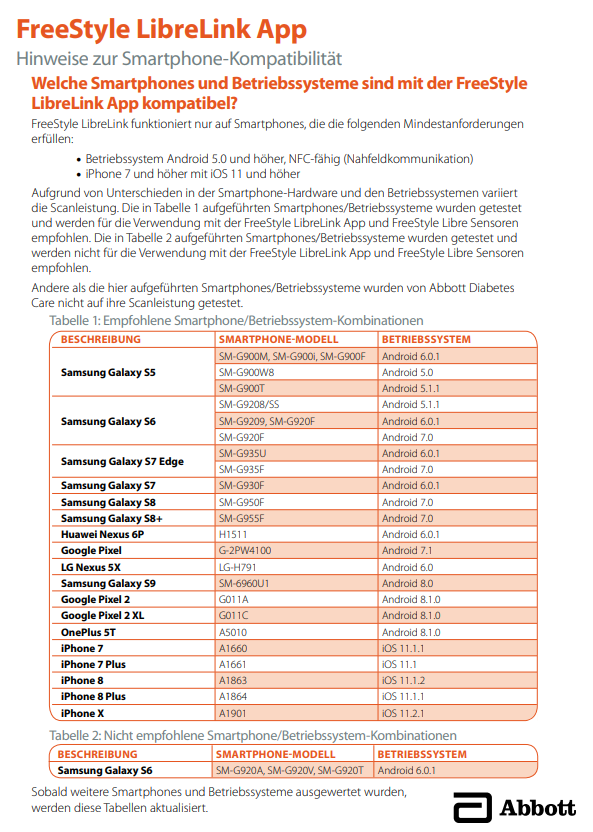 FreeStyle LibreLink App
Hinweise zur Smartphone-Kompatibilität
Welche Smartphones und Betriebssysteme sind mit der FreeStyle
LibreLink App kompatibel?
FreeStyle LibreLink funktioniert nur auf Smartphones, die die folgenden Mindestanforderungen
erfüllen:
• Betriebssystem Android 5.0 und höher, NFC-fähig (Nahfeldkommunikation)
• iPhone 7 und höher mit iOS 11 und höher
Aufgrund von Unterschieden in der Smartphone-Hardware und den Betriebssystemen variiert
die Scanleistung. Die in Tabelle 1 aufgeführten Smartphones/Betriebssysteme wurden getestet
und werden für die Verwendung mit der FreeStyle LibreLink App und FreeStyle Libre Sensoren
empfohlen. Die in Tabelle 2 aufgeführten Smartphones/Betriebssysteme wurden getestet und
werden nicht für die Verwendung mit der FreeStyle LibreLink App und FreeStyle Libre Sensoren
empfohlen.
Andere als die hier aufgeführten Smartphones/Betriebssysteme wurden von Abbott Diabetes
Care nicht auf ihre Scanleistung getestet.
Tabelle 1: Empfohlene Smartphone/Betriebssystem-Kombinationen
BESCHREIBUNG SMARTPHONE-MODELL BETRIEBSSYSTEM
Samsung Galaxy S5 SM-G900M, SM-G900i, SM-G900F Android 6.0.1
SM-G900W8 Android 5.0
SM-G900T Android 5.1.1
Samsung Galaxy S6 SM-G9208/SS Android 5.1.1
SM-G9209, SM-G920F Android 6.0.1
SM-G920F Android 7.0
Samsung Galaxy S7 Edge SM-G935U Android 6.0.1
SM-G935F Android 7.0
Samsung Galaxy S7 SM-G930F Android 6.0.1
Samsung Galaxy S8 SM-G950F Android 7.0
Samsung Galaxy S8+ SM-G955F Android 7.0
Huawei Nexus 6P H1511 Android 6.0.1
Google Pixel G-2PW4100 Android 7.1
LG Nexus 5X LG-H791 Android 6.0
Samsung Galaxy S9 SM-6960U1 Android 8.0
Google Pixel 2 G011A Android 8.1.0
Google Pixel 2 XL G011C Android 8.1.0
OnePlus 5T A5010 Android 8.1.0
iPhone 7 A1660 iOS 11.1.1
iPhone 7 Plus A1661 iOS 11.1
iPhone 8 A1863 iOS 11.1.2
iPhone 8 Plus A1864 iOS 11.1.1
iPhone X A1901 iOS 11.2.1
Tabelle 2: Nicht empfohlene Smartphone/Betriebssystem-Kombinationen
BESCHREIBUNG SMARTPHONE-MODELL BETRIEBSSYSTEM
Samsung Galaxy S6 SM-G920A, SM-G920V, SM-G920T Android 6.0.1
Sobald weitere Smartphones und Betriebssysteme ausgewertet wurden,
werden diese Tabellen aktualisiert.
Abbott